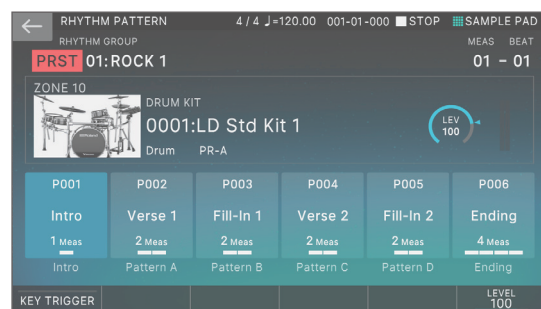 RHYTHM PATTERN 4/4 ♩=120.00 001-01-000 STOP SAMPLE PAD
RHYTHM GROUP MEAS BEAT
PRST 01:ROCK 1 01 - 01
ZONE 10
DRUM KIT
0001:LD Std Kit 1
LEV
100
Drum PR-A
P001 P002 P003 P004 P005 P006
Intro Verse 1 Fill-In 1 Verse 2 Fill-In 2 Ending
1 Meas 2 Meas 2 Meas 2 Meas 2 Meas 4 Meas
Intro Pattern A Pattern B Pattern C Pattern D Ending
KEY TRIGGER LEVEL
100